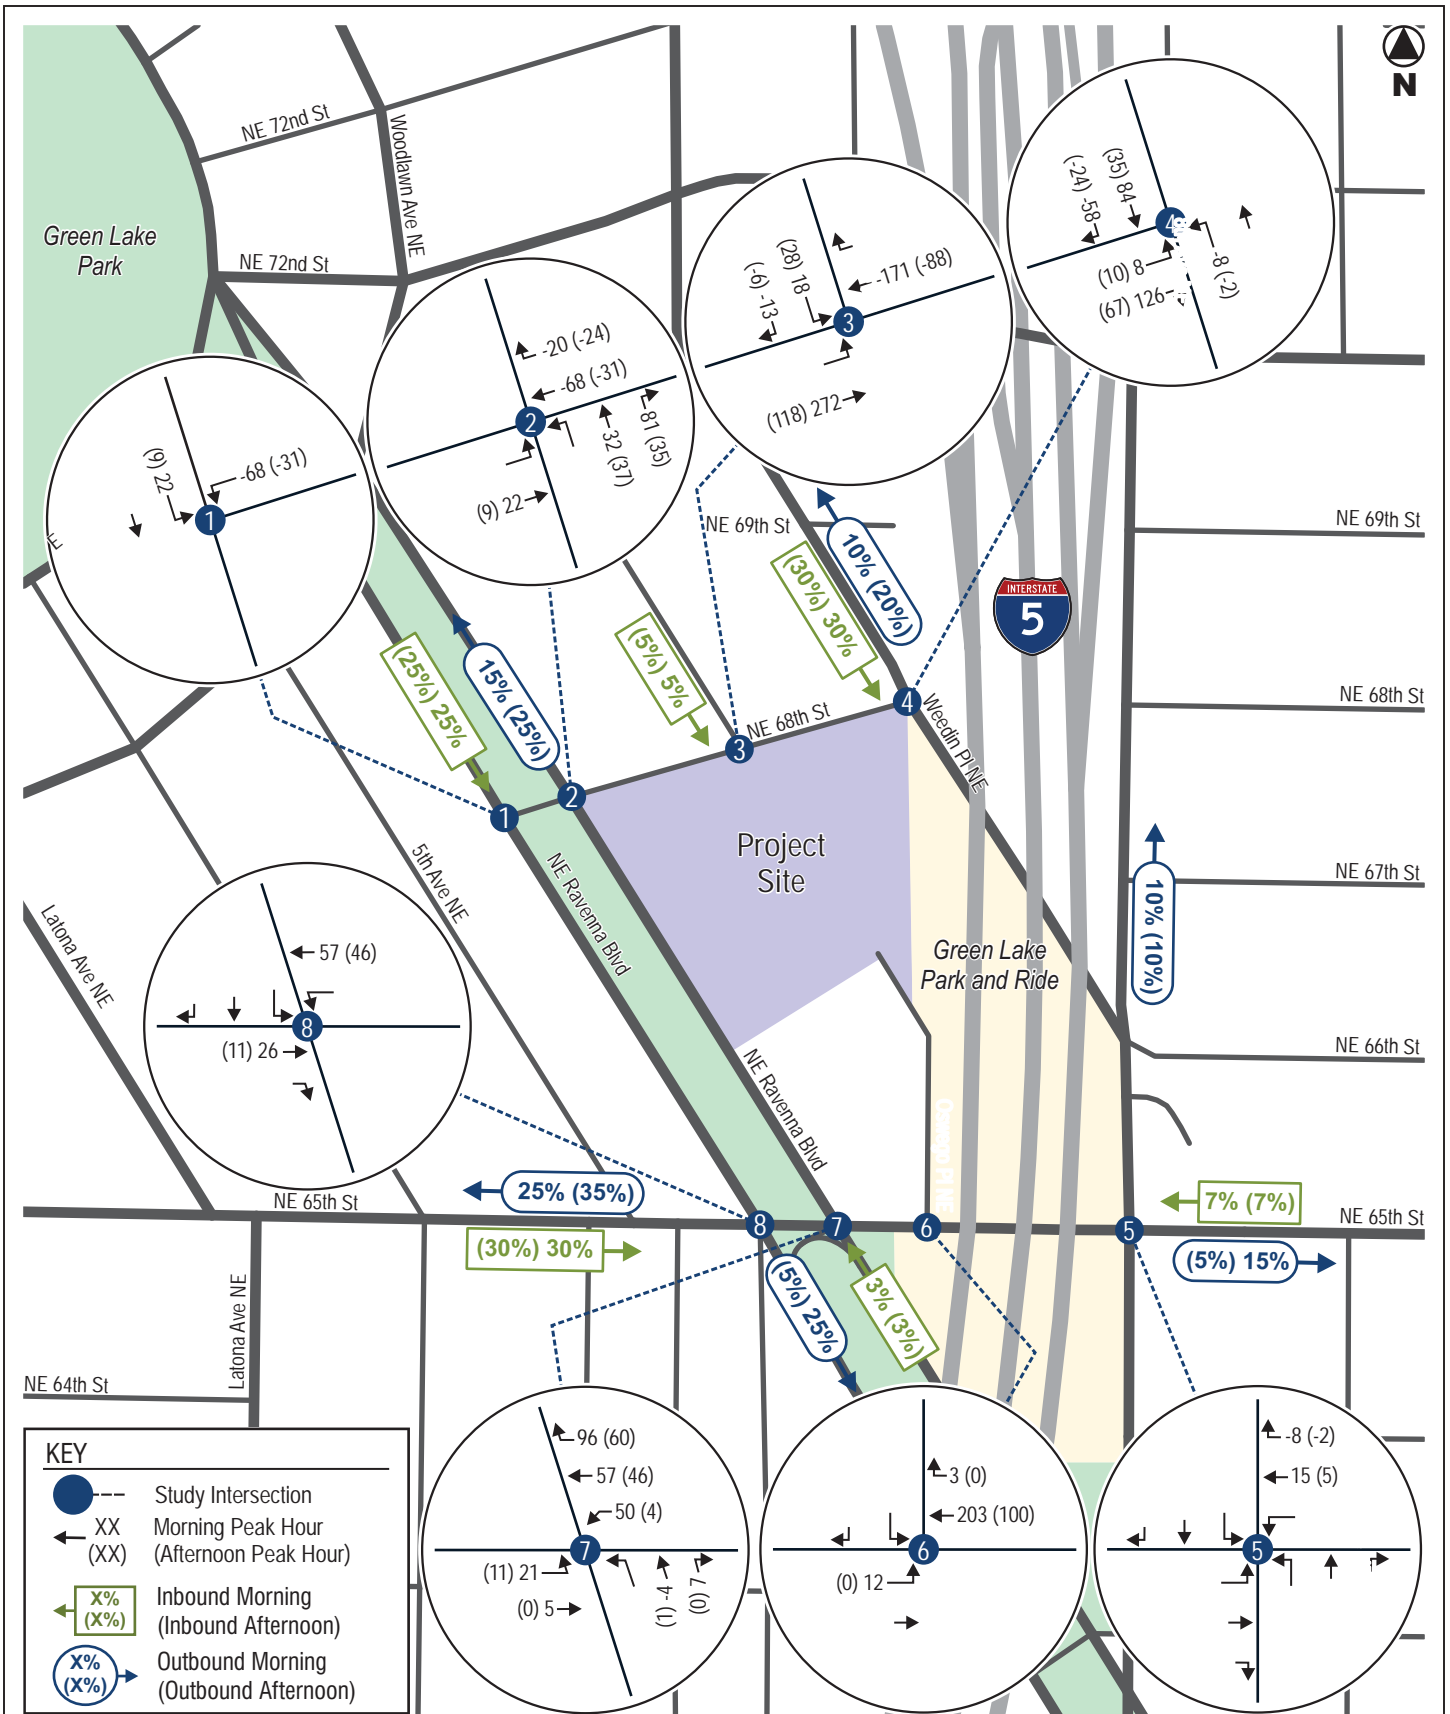 N
NE 72nd St
Woodlawn Ave NE
Green Lake
Park
NE 72nd St
(-24) -58
(35) 84
4
(10) 8
(67) 126
-8 (-2)
(-6) -13
(28) 18
-171 (-88)
3
(118) 272
-20 (-24)
-68 (-31)
2
32 (37)
81 (35)
(9) 22
(9) 22
-68 (-31)
1
E
NE 69th St
10% (20%)
(30%) 30%
(5%) 5%
15% (25%)
(25%) 25%
INTERSTATE
5
NE 69th St
NE 68th St
NE 68th St
Weedin Pl NE
4
3
2
1
Project
Site
5th Ave NE
NE Ravenna Blvd
Latona Ave NE
NE 67th St
10% (10%)
Green Lake
Park and Ride
NE 66th St
57 (46)
8
(11) 26
NE Ravenna Blvd
Oswego Pl NE
NE 65th St
25% (35%)
(30%) 30%
8
7
6
5
7% (7%)
NE 65th St
(5%) 15%
(5%) 25%
3% (3%)
Latona Ave NE
NE 64th St
96 (60)
57 (46)
50 (4)
7
(11) 21
(0) 5
(1) -4
(0) 7
3 (0)
203 (100)
6
(0) 12
-8 (-2)
15 (5)
5
KEY
Study Intersection
XX
(XX)
Morning Peak Hour
(Afternoon Peak Hour)
X%
(X%)
Inbound Morning
(Inbound Afternoon)
X%
(X%)
Outbound Morning
(Outbound Afternoon)